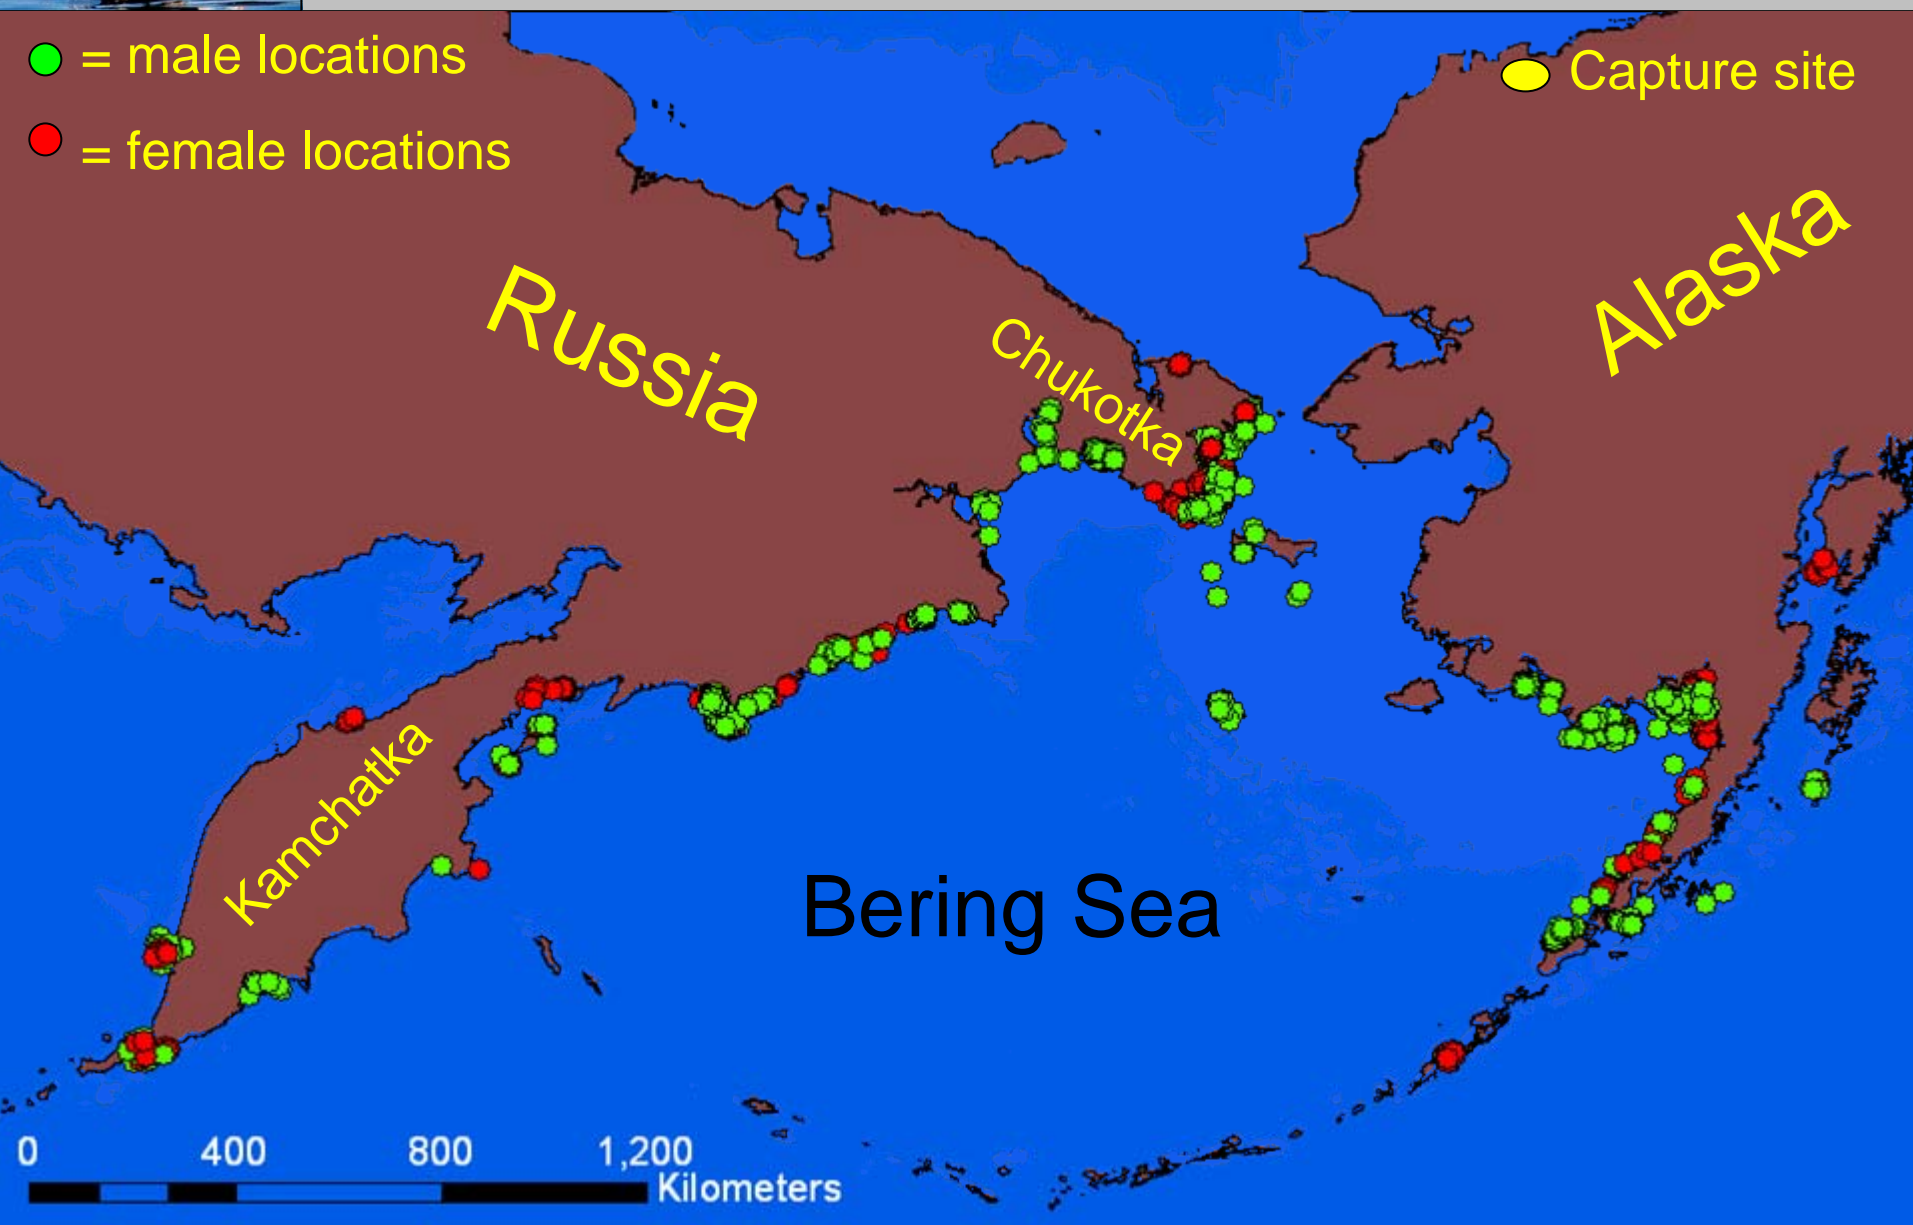 = male locations
Capture site
= female locations
Alaska
Russia
Chukotka
Kamchatka
Bering Sea
0 400 800 1,200
Kilometers